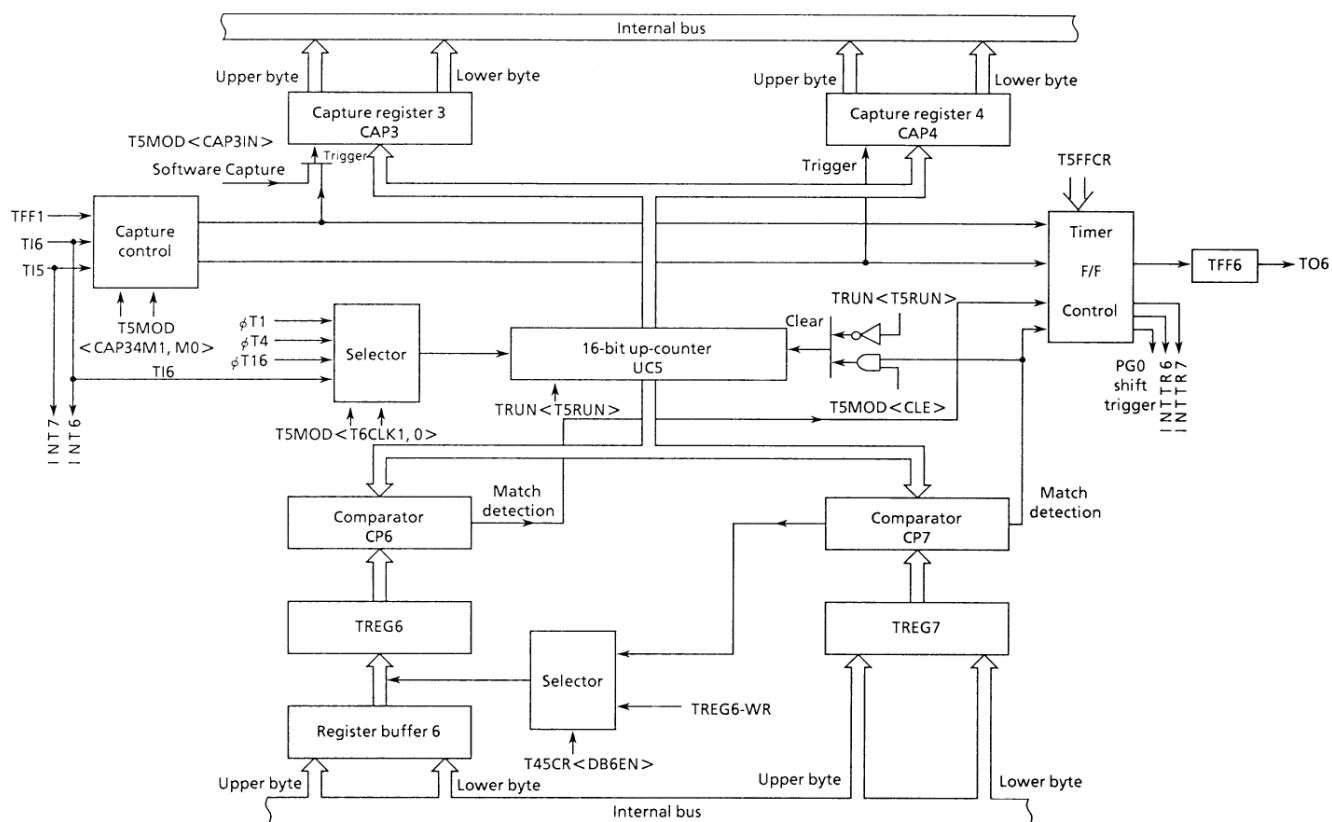 Internal bus
Upper byte
Lower byte
Upper byte
Lower byte
Capture register 3
CAP3
Capture register 4
CAP4
T5MOD<CAP3IN>
Trigger
Software Capture
Trigger
T5FFCR
TFF1
TI6
TI5
Capture
control
Timer
F/F
Control
TFF6
TO6
T5MOD
<CAP34M1, M0>
φT1
φT4
φT16
TI6
Selector
16-bit up-counter
UC5
Clear
TRUN<T5RUN>
TRUN<T5RUN>
T5MOD<CLE>
PG0
shift
trigger
INTTR6
INTTR7
INT7
INT6
T5MOD<T6CLK1, 0>
Match
detection
Match
detection
Comparator
CP6
Comparator
CP7
TREG6
TREG7
Selector
TREG6-WR
Register buffer 6
T45CR<DB6EN>
Upper byte
Lower byte
Upper byte
Lower byte
Internal bus